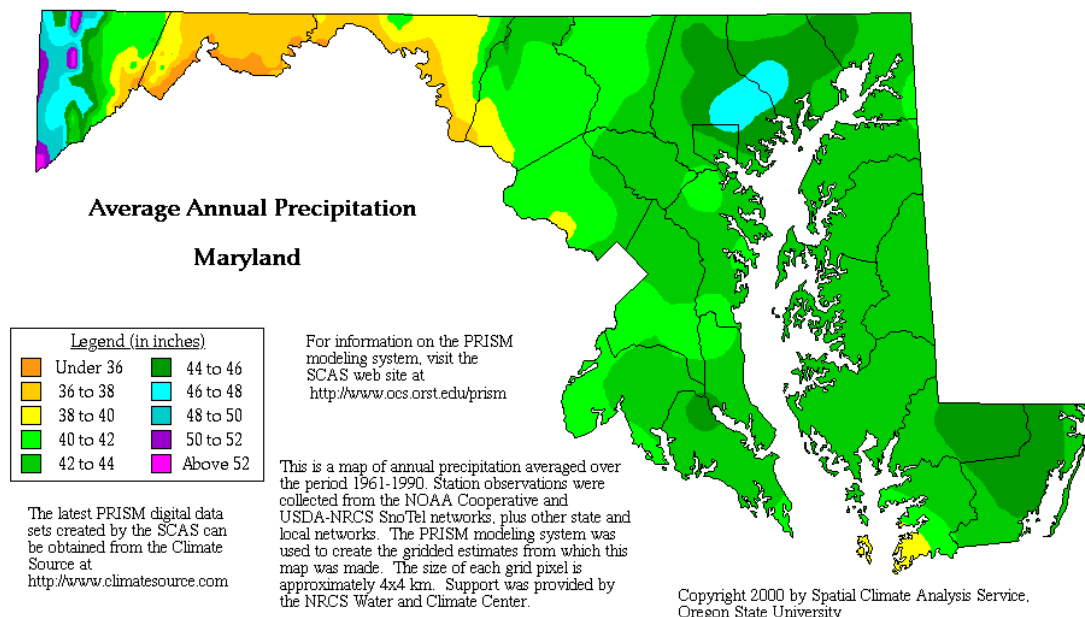 Average Annual Precipitation
Maryland
Legend (in inches)
Under 36
36 to 38
38 to 40
40 to 42
42 to 44
44 to 46
46 to 48
48 to 50
50 to 52
Above 52
For information on the PRISM
modeling system, visit the
SCAS web site at
http://www.ocs.orst.edu/prism
The latest PRISM digital data
sets created by the SCAS can
be obtained from the Climate
Source at
http://www.climatesource.com
This is a map of annual precipitation averaged over
the period 1961-1990. Station observations were
collected from the NOAA Cooperative and
USDA-NRCS SnoTel networks, plus other state and
local networks. The PRISM modeling system was
used to create the gridded estimates from which this
map was made. The size of each grid pixel is
approximately 4x4 km. Support was provided by
the NRCS Water and Climate Center.
Copyright 2000 by Spatial Climate Analysis Service,
Oregon State University